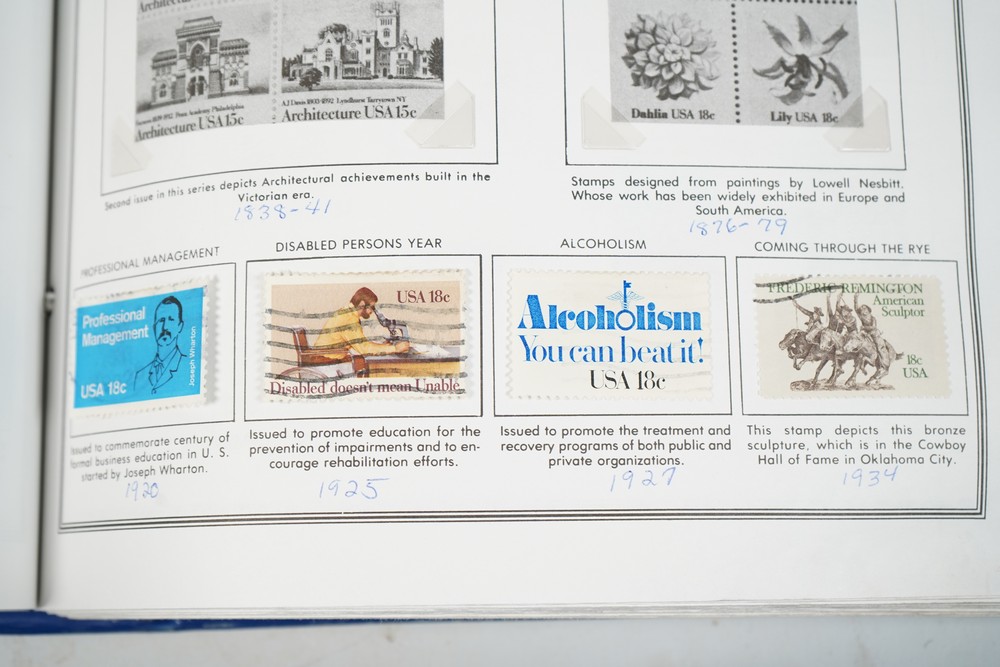 Architecture USA 15c
A J Davis 1803-1892 Lyndhurst Tarrytown NY
Architecture USA 15c
Dahlia USA 18c
Lily USA 18c
Second issue in this series depicts Architectural achievements built in the
Victorian era.
1838-41
Stamps designed from paintings by Lowell Nesbitt.
Whose work has been widely exhibited in Europe and
South America.
1876-79
PROFESSIONAL MANAGEMENT
Professional
Management
Joseph Wharton
USA 18c
Issued to commemorate century of
formal business education in U. S.
started by Joseph Wharton.
1920
DISABLED PERSONS YEAR
USA 18c
Disabled doesn't mean Unable
Issued to promote education for the
prevention of impairments and to en-
courage rehabilitation efforts.
1925
ALCOHOLISM
Alcoholism
You can beat it!
USA 18c
Issued to promote the treatment and
recovery programs of both public and
private organizations.
1927
COMING THROUGH THE RYE
FREDERIC REMINGTON
American
Sculptor
18c
USA
This stamp depicts this bronze
sculpture, which is in the Cowboy
Hall of Fame in Oklahoma City.
1934